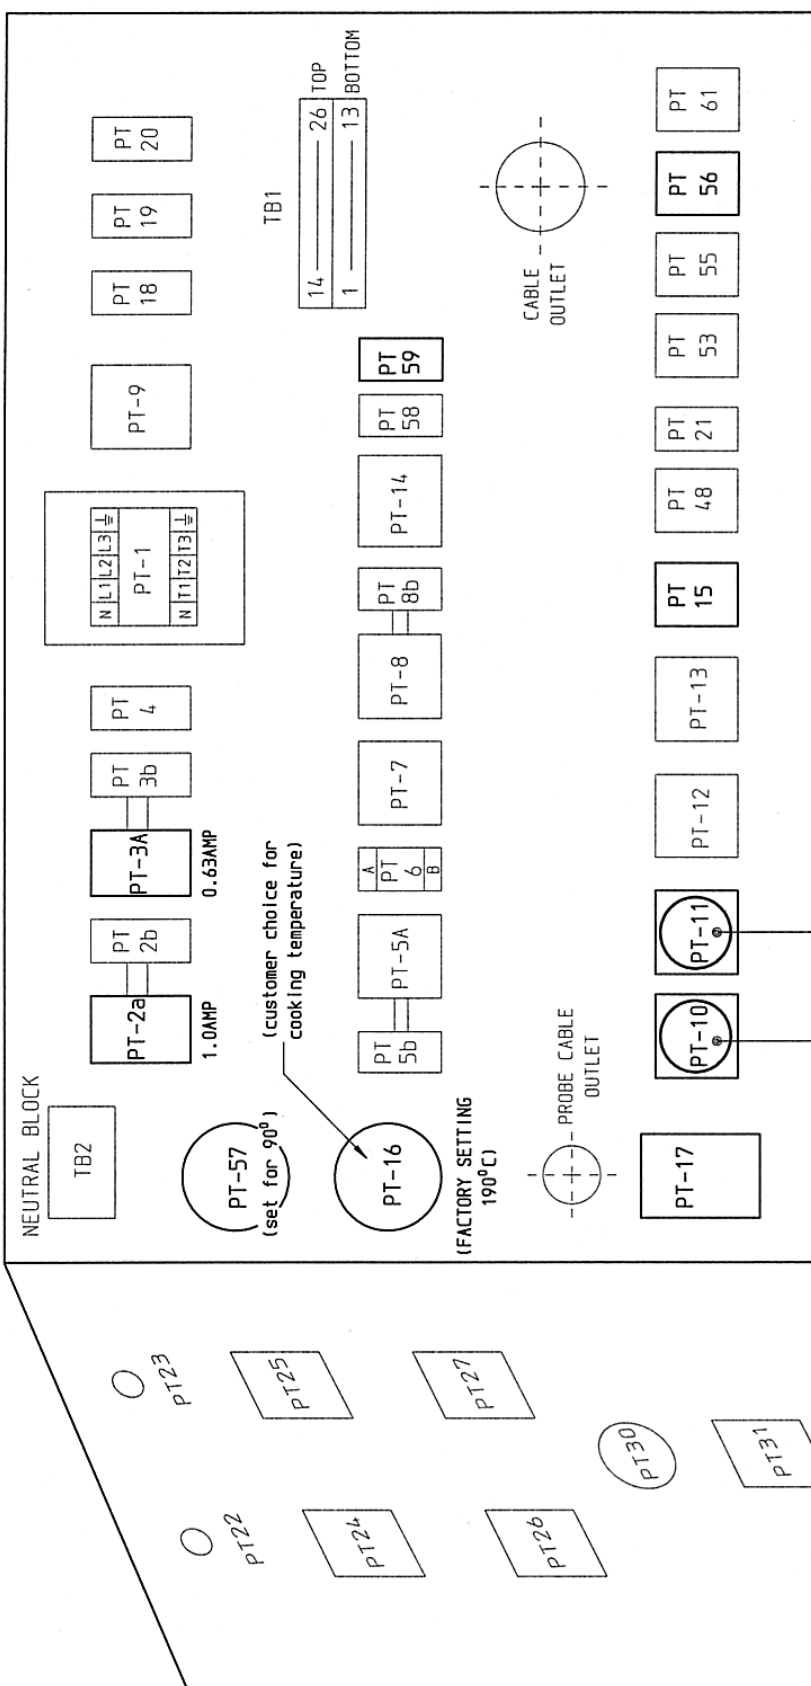 NEUTRAL BLOCK
TB2
PT-2a
1.0AMP
PT
2b
PT-3A
0.63AMP
PT
3b
PT
4
N L1 L2 L3
PT-1
N T1 T2 T3
PT-9
PT
18
PT
19
PT
20
PT-57
(set for 90⁰)
(customer choice for
cooking temperature)
TB1
14 26 TOP
1 13 BOTTOM
PT-16
(FACTORY SETTING
190⁰C)
PT
5b
PT-5A
A
PT
6
B
PT-7
PT-8
PT
8b
PT-14
PT
58
PT
59
PROBE CABLE
OUTLET
CABLE
OUTLET
PT-17
PT-10
PT-11
PT-12
PT-13
PT
15
PT
48
PT
21
PT
53
PT
55
PT
56
PT
61
PT22
PT23
PT24
PT25
PT26
PT27
PT30
PT31